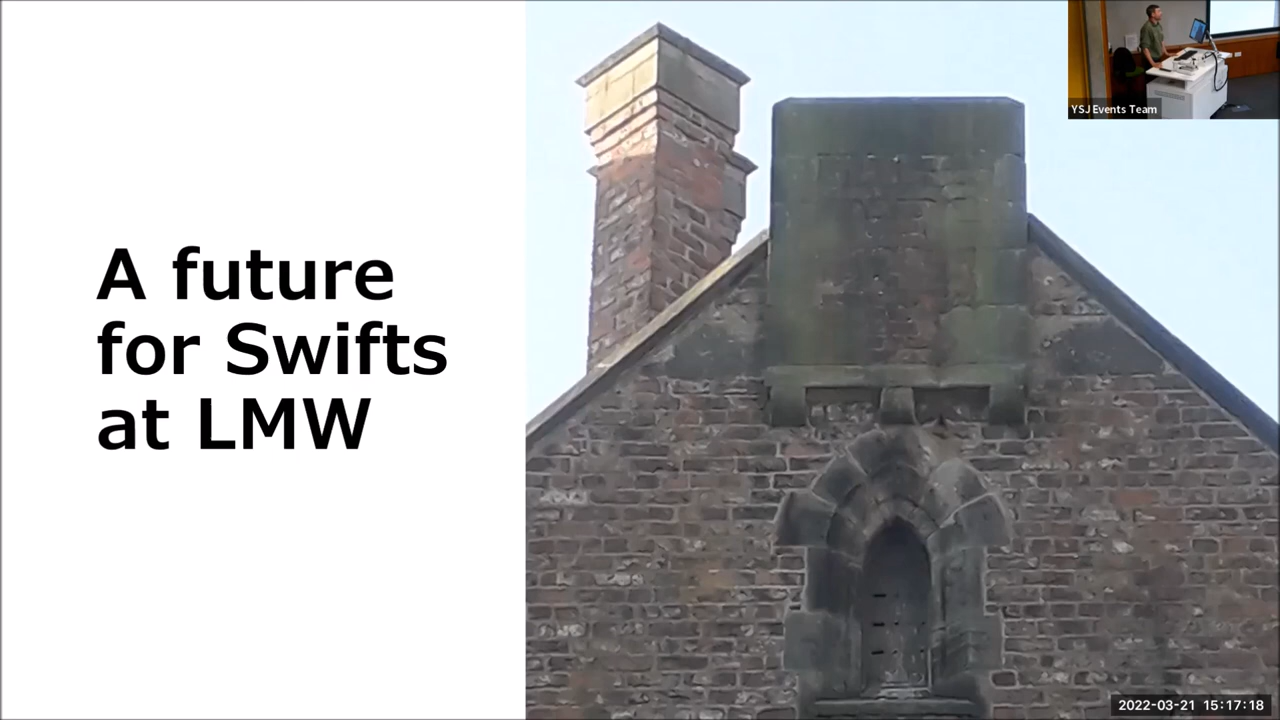 A future
for Swifts
at LMW
YSJ Events Team
2022-03-21 15:17:18